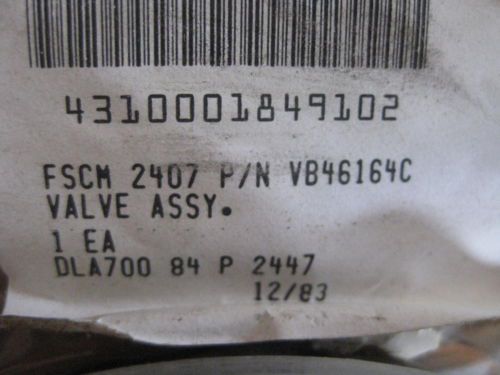 4310001849102
FSCM 2407 P/N VB46164C
VALVE ASSY.
1 EA
DLA700 84 P 2447
12/83